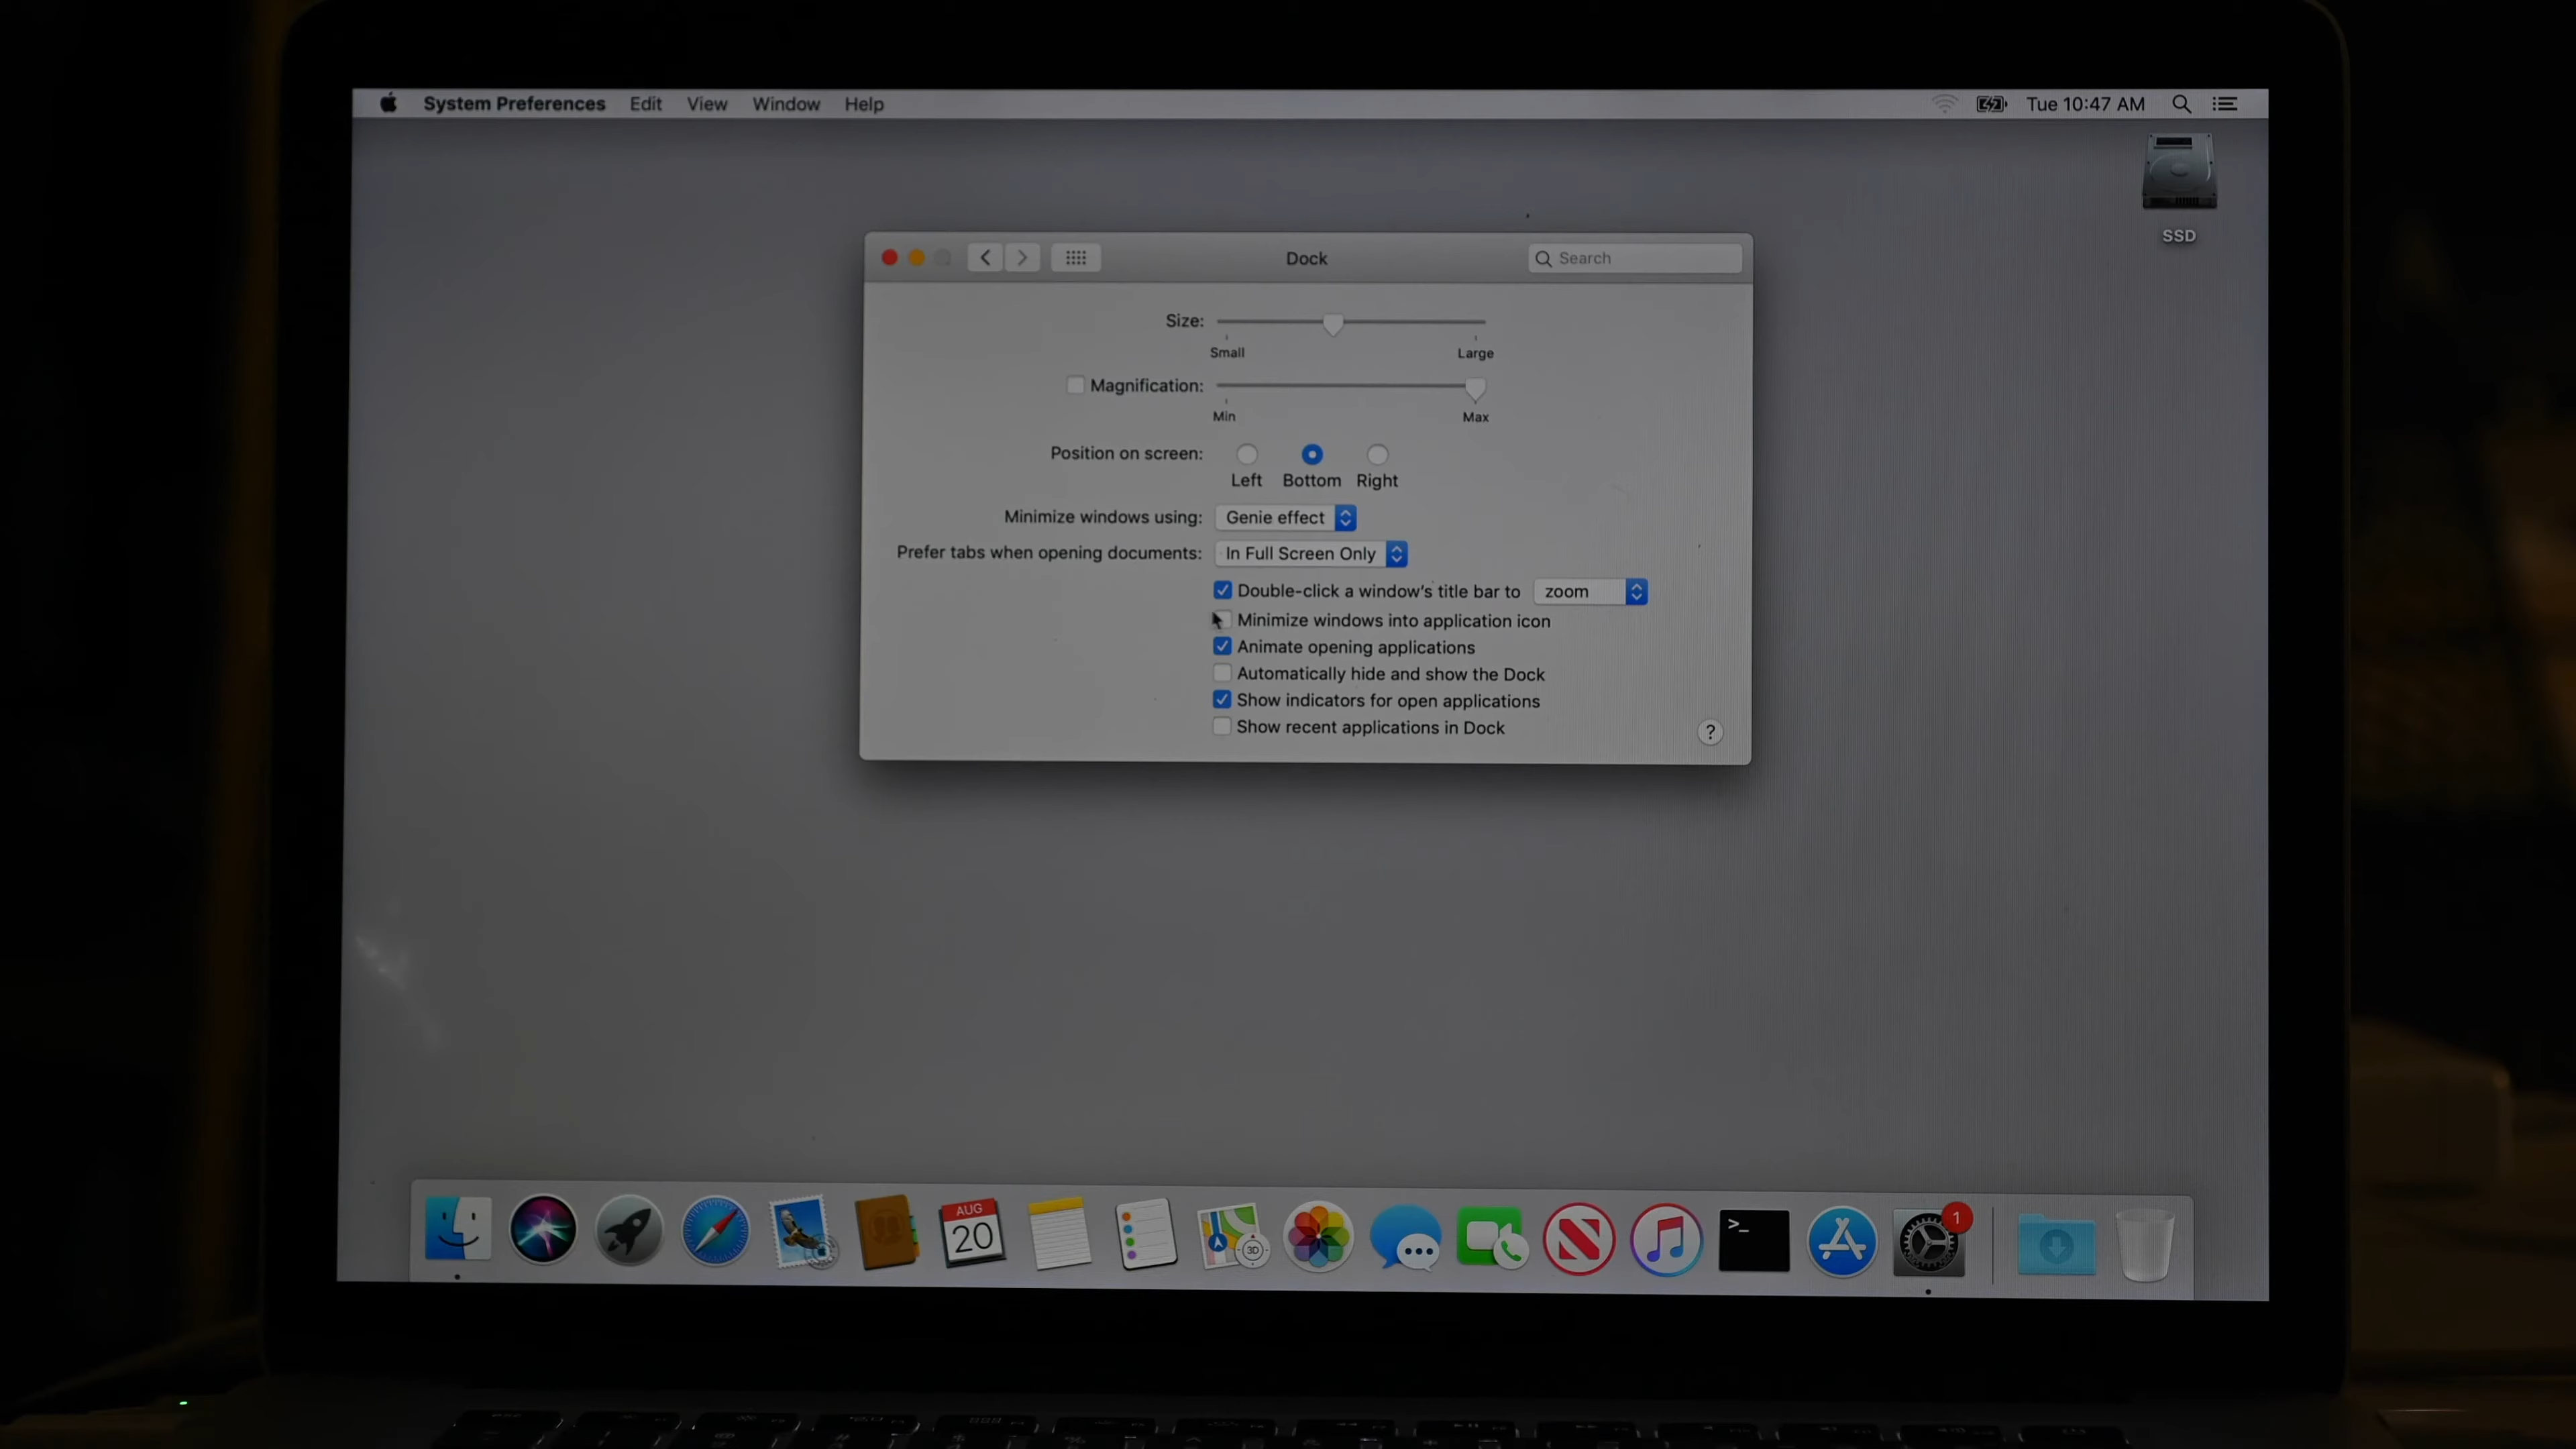 System Preferences Edit View Window Help Tue 10:47 AM
SSD
Dock
Search
Size:
Small Large
Magnification:
Min Max
Position on screen:
Left Bottom Right
Minimize windows using: Genie effect
Prefer tabs when opening documents: In Full Screen Only
Double-click a window's title bar to zoom
Minimize windows into application icon
Animate opening applications
Automatically hide and show the Dock
Show indicators for open applications
Show recent applications in Dock
?
AUG
20
3D
>_
1